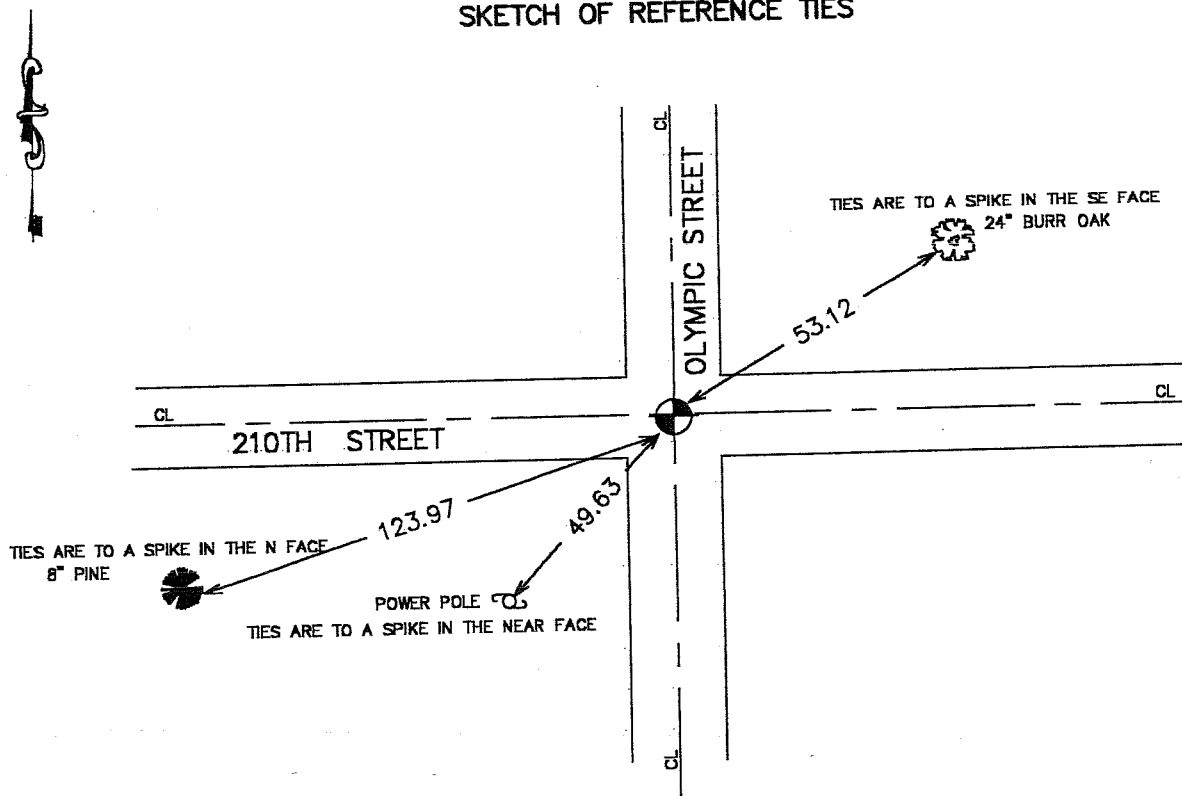 SKETCH OF REFERENCE TIES
CL
OLYMPIC STREET
TIES ARE TO A SPIKE IN THE SE FACE
24" BURR OAK
53.12
CL
CL
210TH STREET
123.97
49.63
TIES ARE TO A SPIKE IN THE N FACE
8" PINE
POWER POLE
TIES ARE TO A SPIKE IN THE NEAR FACE
CL